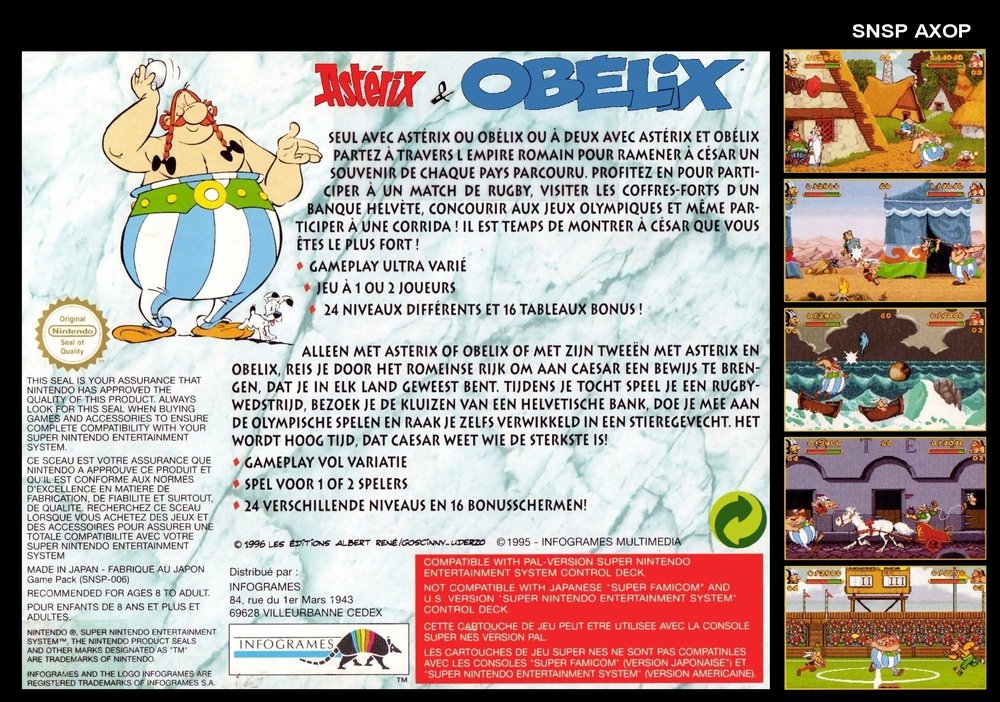 SNSP AXOP
Astérix & OBÉLIX
SEUL AVEC ASTÉRIX OU OBÉLIX OU À DEUX AVEC ASTÉRIX ET OBÉLIX
PARTEZ À TRAVERS L EMPIRE ROMAIN POUR RAMENER À CÉSAR UN
SOUVENIR DE CHAQUE PAYS PARCOURU. PROFITEZ EN POUR PARTI-
CIPER À UN MATCH DE RUGBY, VISITER LES COFFRES-FORTS D UN
BANQUE HELVÈTE, CONCOURIR AUX JEUX OLYMPIQUES ET MÊME PAR-
TICIPER À UNE CORRIDA ! IL EST TEMPS DE MONTRER À CÉSAR QUE VOUS
ÊTES LE PLUS FORT !
GAMEPLAY ULTRA VARIÉ
JEU À 1 OU 2 JOUEURS
24 NIVEAUX DIFFÉRENTS ET 16 TABLEAUX BONUS !
Original
Nintendo
Seal of
Quality
ALLEEN MET ASTERIX OF OBELIX OF MET ZIJN TWEEËN MET ASTERIX EN
OBELIX, REIS JE DOOR HET ROMEINSE RIJK OM AAN CAESAR EEN BEWIJS TE BREN-
GEN, DAT JE IN ELK LAND GEWEEST BENT. TIJDENS JE TOCHT SPEEL JE EEN RUGBY-
WEDSTRIJD, BEZOEK JE DE KLUIZEN VAN EEN HELVETISCHE BANK, DOE JE MEE AAN
DE OLYMPISCHE SPELEN EN RAAK JE ZELFS VERWIKKELD IN EEN STIEREGEVECHT. HET
WORDT HOOG TIJD, DAT CAESAR WEET WIE DE STERKSTE IS!
GAMEPLAY VOL VARIATIE
SPEL VOOR 1 OF 2 SPELERS
24 VERSCHILLENDE NIVEAUS EN 16 BONUSSCHERMEN!
THIS SEAL IS YOUR ASSURANCE THAT
NINTENDO HAS APPROVED THE
QUALITY OF THIS PRODUCT. ALWAYS
LOOK FOR THIS SEAL WHEN BUYING
GAMES AND ACCESSORIES TO ENSURE
COMPLETE COMPATIBILITY WITH YOUR
SUPER NINTENDO ENTERTAINMENT
SYSTEM.
CE SCEAU EST VOTRE ASSURANCE QUE
NINTENDO A APPROUVE CE PRODUIT ET
QU'IL EST CONFORME AUX NORMES
D'EXCELLENCE EN MATIERE DE
FABRICATION, DE FIABILITE ET SURTOUT,
DE QUALITE. RECHERCHEZ CE SCEAU
LORSQUE VOUS ACHETEZ DES JEUX ET
DES ACCESSOIRES POUR ASSURER UNE
TOTALE COMPATIBILITE AVEC VOTRE
SUPER NINTENDO ENTERTAINMENT
SYSTEM
MADE IN JAPAN - FABRIQUE AU JAPON
Game Pack (SNSP-006)
RECOMMENDED FOR AGES 8 TO ADULT.
POUR ENFANTS DE 8 ANS ET PLUS ET
ADULTES.
NINTENDO ®, SUPER NINTENDO ENTERTAINMENT
SYSTEM™, THE NINTENDO PRODUCT SEALS
AND OTHER MARKS DESIGNATED AS "TM"
ARE TRADEMARKS OF NINTENDO.
INFOGRAMES AND THE LOGO INFOGRAMES ARE
REGISTERED TRADEMARKS OF INFOGRAMES S.A.
© 1996 LES ÉDITIONS ALBERT RENÉ/GOSCINNY-UDERZO © 1995 - INFOGRAMES MULTIMEDIA
Distribué par :
INFOGRAMES
84, rue du 1er Mars 1943
69628 VILLEURBANNE CEDEX
INFOGRAMES
TM
COMPATIBLE WITH PAL-VERSION SUPER NINTENDO
ENTERTAINMENT SYSTEM CONTROL DECK.
NOT COMPATIBLE WITH JAPANESE "SUPER FAMICOM" AND
U.S VERSION "SUPER NINTENDO ENTERTAINMENT SYSTEM"
CONTROL DECK.
CETTE CARTOUCHE DE JEU PEUT ETRE UTILISEE AVEC LA CONSOLE
SUPER NES VERSION PAL.
LES CARTOUCHES DE JEU SUPER NES NE SONT PAS COMPATINLES
AVEC LES CONSOLES "SUPER FAMICOM" (VERSION JAPONAISE") ET
"SUPER NINTENDO ENTERTAINMENT SYSTEM" (VERSION AMERICAINE).